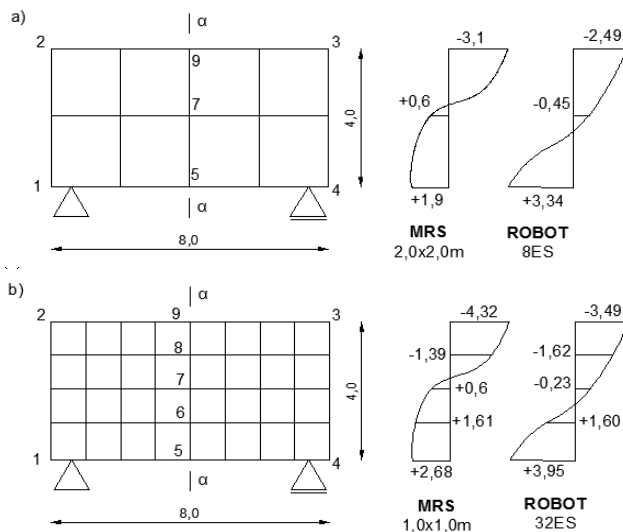 a)
α
2
3
9
7
5
1
4
α
4,0
8,0
-3,1
+0,6
+1,9
MRS
2,0x2,0m
-2,49
-0,45
+3,34
ROBOT
8ES
b)
α
2
9
3
8
7
6
5
1
4
α
4,0
8,0
-4,32
-1,39
+0,6
+1,61
+2,68
MRS
1,0x1,0m
-3,49
-1,62
-0,23
+1,60
+3,95
ROBOT
32ES